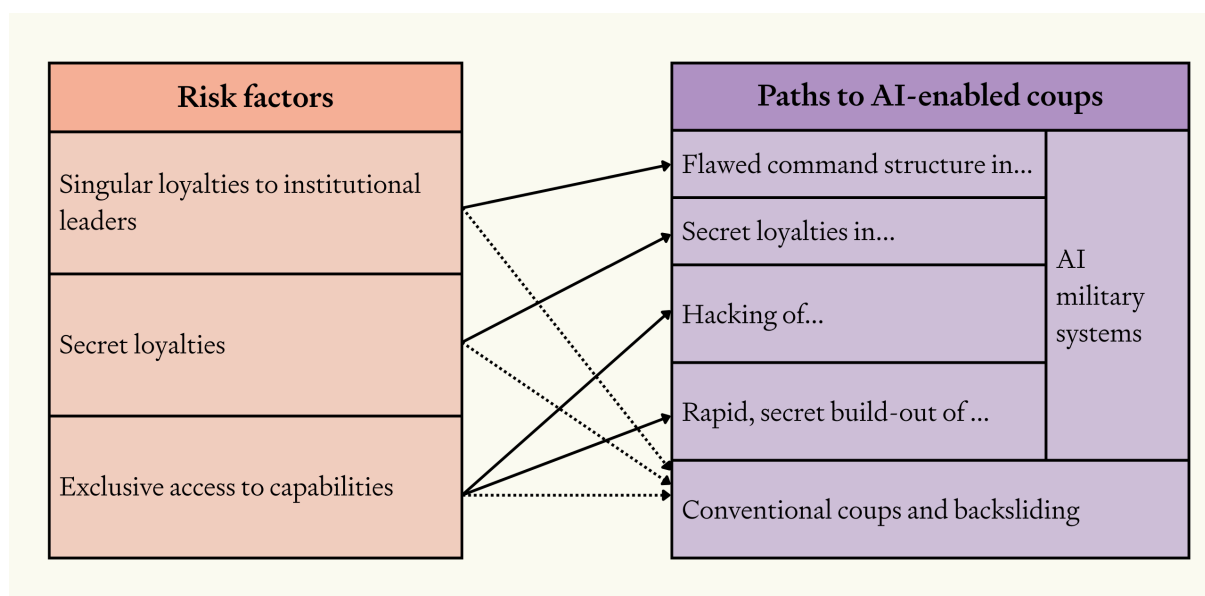 Risk factors
Singular loyalties to institutional
leaders
Secret loyalties
Exclusive access to capabilities
Paths to AI-enabled coups
Flawed command structure in...
Secret loyalties in...
Hacking of...
Rapid, secret build-out of ...
AI
military
systems
Conventional coups and backsliding